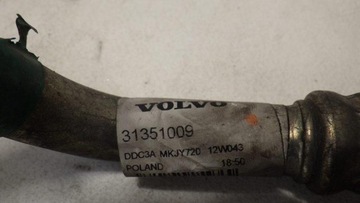 VOLVO
31351009
DDC3A MKJY720 12W043
POLAND 18:50